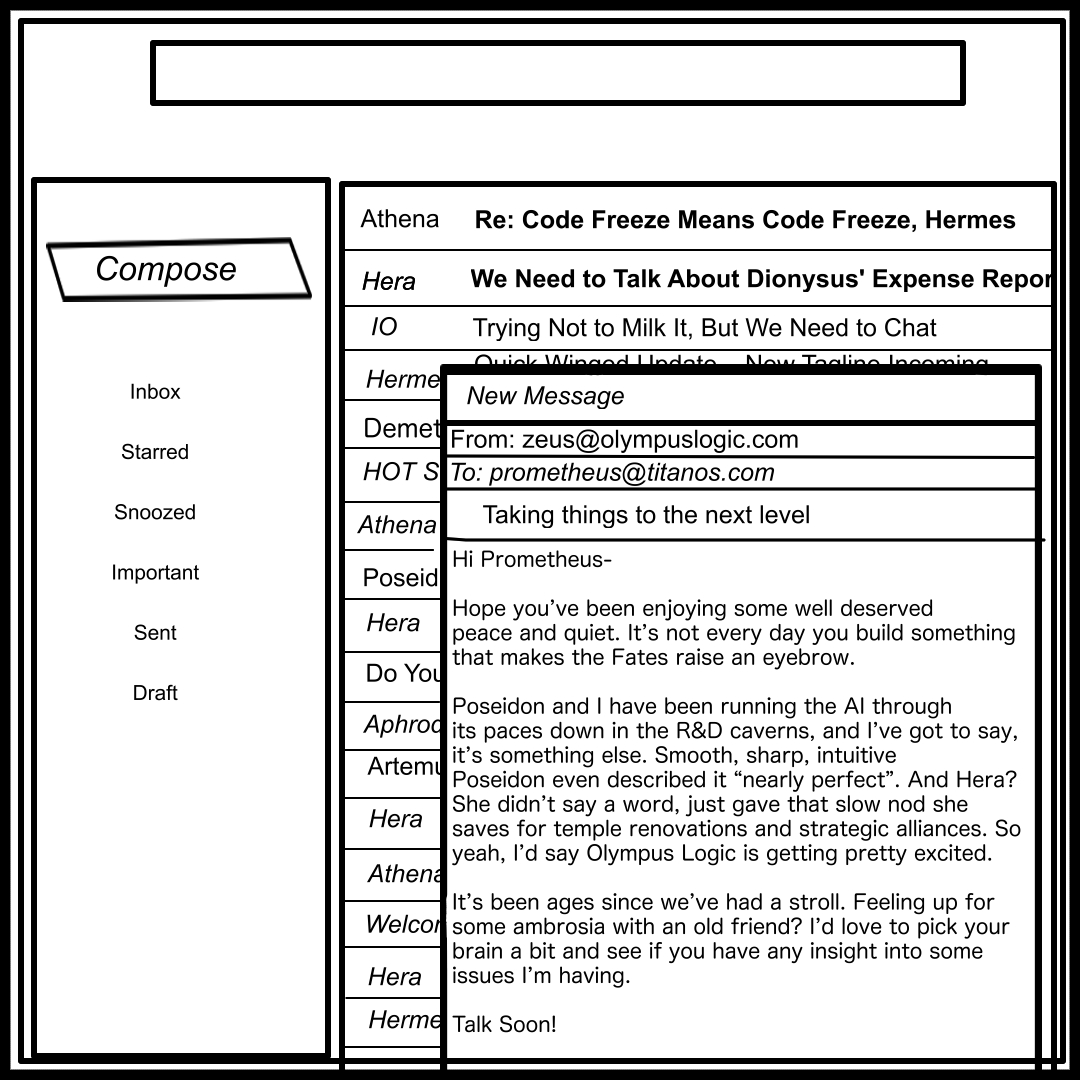 Compose
Inbox
Starred
Snoozed
Important
Sent
Draft
Athena Re: Code Freeze Means Code Freeze, Hermes
Hera We Need to Talk About Dionysus' Expense Repor
IO Trying Not to Milk It, But We Need to Chat
Quick Winged Update – New Tagline Incoming
Herme
Demet
HOT S
Athena
Poseid
Hera
Do You
Aphrod
Artemu
Hera
Athena
Welcom
Hera
Herme
New Message
From: zeus@olympuslogic.com
To: prometheus@titanos.com
Taking things to the next level
Hi Prometheus-
Hope you’ve been enjoying some well deserved
peace and quiet. It’s not every day you build something
that makes the Fates raise an eyebrow.
Poseidon and I have been running the AI through
its paces down in the R&D caverns, and I’ve got to say,
it’s something else. Smooth, sharp, intuitive
Poseidon even described it “nearly perfect”. And Hera?
She didn’t say a word, just gave that slow nod she
saves for temple renovations and strategic alliances. So
yeah, I’d say Olympus Logic is getting pretty excited.
It’s been ages since we’ve had a stroll. Feeling up for
some ambrosia with an old friend? I’d love to pick your
brain a bit and see if you have any insight into some
issues I’m having.
Talk Soon!